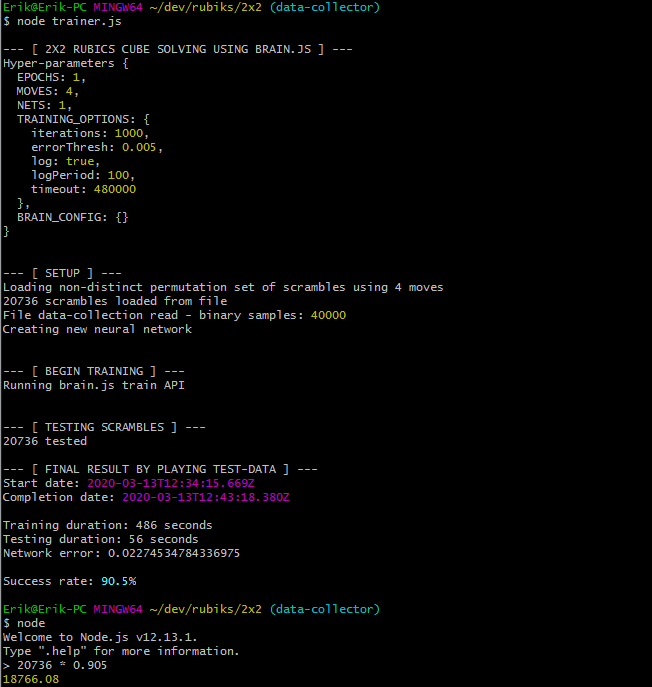 Erik@Erik-PC MINGW64 ~/dev/rubiks/2x2 (data-collector)
$ node trainer.js
--- [ 2X2 RUBICS CUBE SOLVING USING BRAIN.JS ] ---
Hyper-parameters {
EPOCHS: 1,
MOVES: 4,
NETS: 1,
TRAINING_OPTIONS: {
iterations: 1000,
errorThresh: 0.005,
log: true,
logPeriod: 100,
timeout: 480000
},
BRAIN_CONFIG: {}
}
--- [ SETUP ] ---
Loading non-distinct permutation set of scrambles using 4 moves
20736 scrambles loaded from file
File data-collection read - binary samples: 40000
Creating new neural network
--- [ BEGIN TRAINING ] ---
Running brain.js train API
--- [ TESTING SCRAMBLES ] ---
20736 tested
--- [ FINAL RESULT BY PLAYING TEST-DATA ] ---
Start date: 2020-03-13T12:34:15.669Z
Completion date: 2020-03-13T12:43:18.380Z
Training duration: 486 seconds
Testing duration: 56 seconds
Network error: 0.02274534784336975
Success rate: 90.5%
Erik@Erik-PC MINGW64 ~/dev/rubiks/2x2 (data-collector)
$ node
Welcome to Node.js v12.13.1.
Type ".help" for more information.
> 20736 * 0.905
18766.08